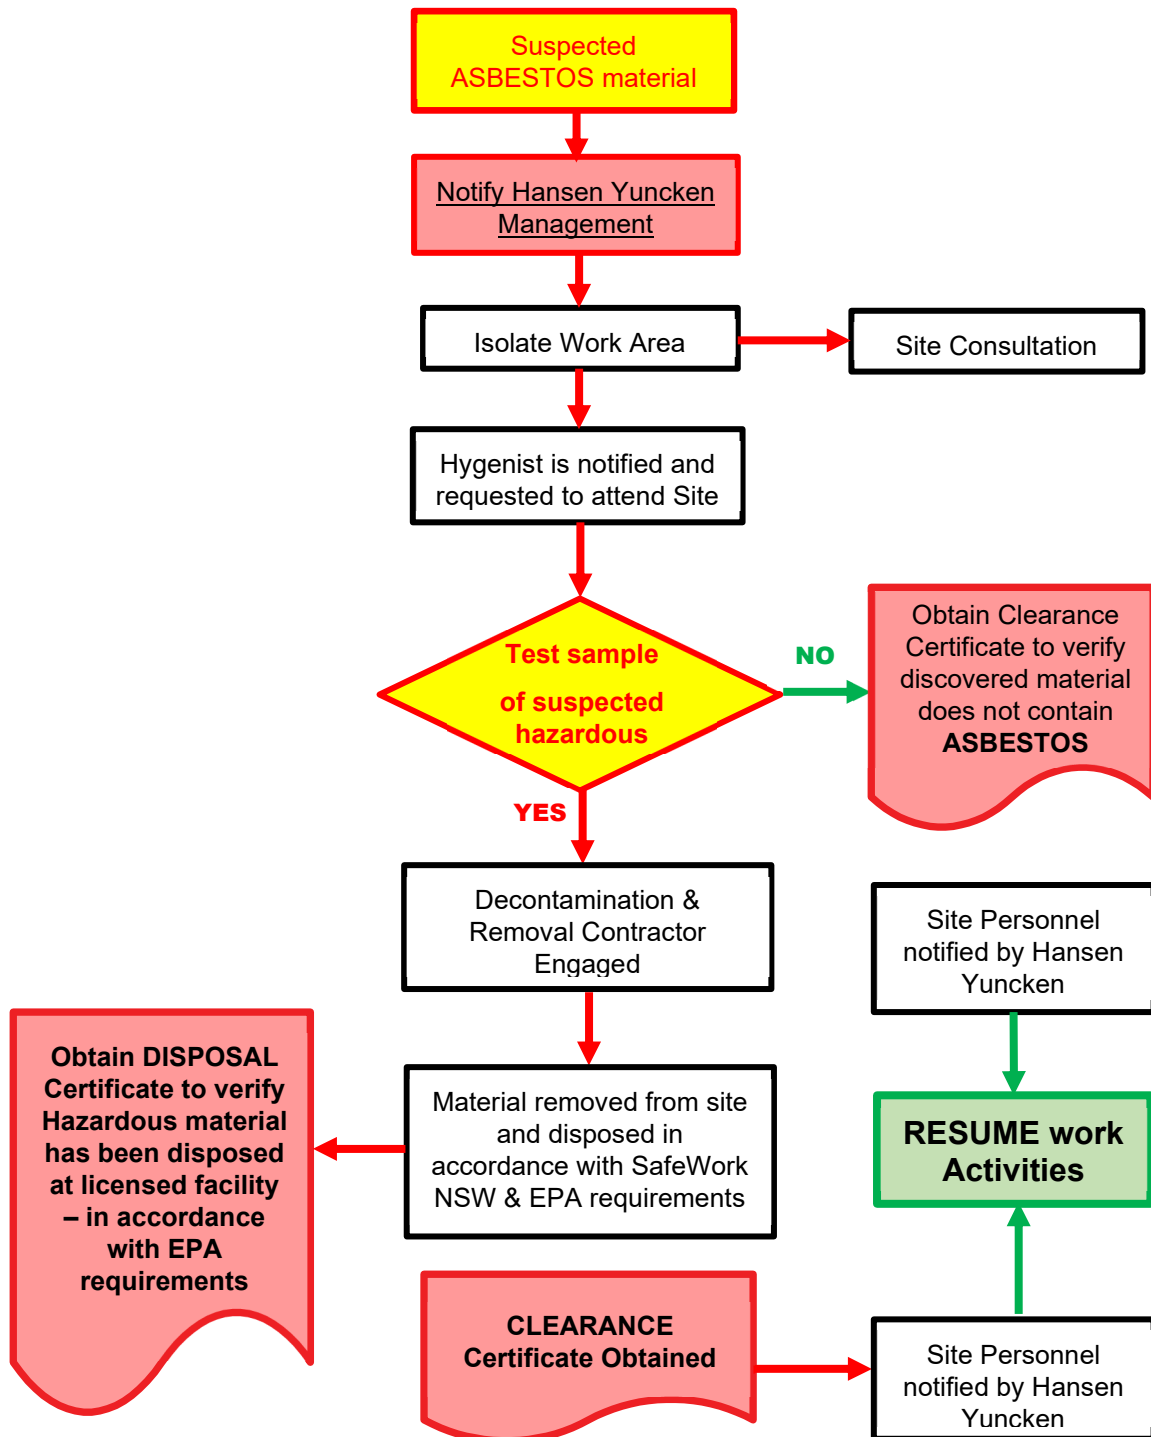 Suspected
ASBESTOS material
Notify Hansen Yuncken
Management
Isolate Work Area
Site Consultation
Hygenist is notified and
requested to attend Site
Test sample
of suspected
hazardous
NO
Obtain Clearance
Certificate to verify
discovered material
does not contain
ASBESTOS
YES
Decontamination &
Removal Contractor
Engaged
Site Personnel
notified by Hansen
Yuncken
Obtain DISPOSAL
Certificate to verify
Hazardous material
has been disposed
at licensed facility
– in accordance
with EPA
requirements
Material removed from site
and disposed in
accordance with SafeWork
NSW & EPA requirements
RESUME work
Activities
CLEARANCE
Certificate Obtained
Site Personnel
notified by Hansen
Yuncken